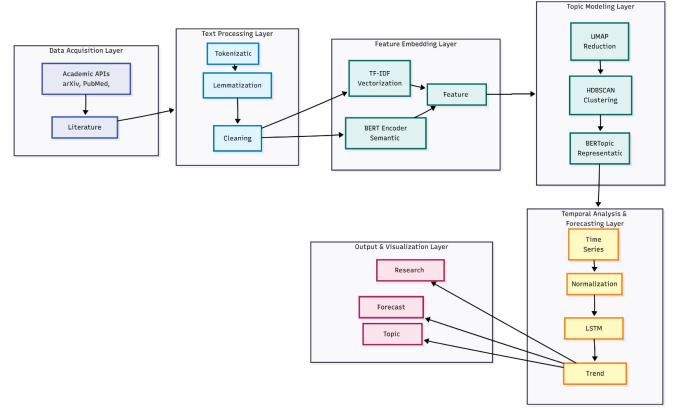 Data Acquisition Layer
Academic APIs
arXiv, PubMed,
Literature
Text Processing Layer
Tokenizatic
Lemmatization
Cleaning
Feature Embedding Layer
TF-IDF
Vectorization
BERT Encoder
Semantic
Feature
Topic Modeling Layer
UMAP
Reduction
HDBSCAN
Clustering
BERTopic
Representatic
Temporal Analysis &
Forecasting Layer
Time
Series
Normalization
LSTM
Trend
Output & Visualization Layer
Research
Forecast
Topic